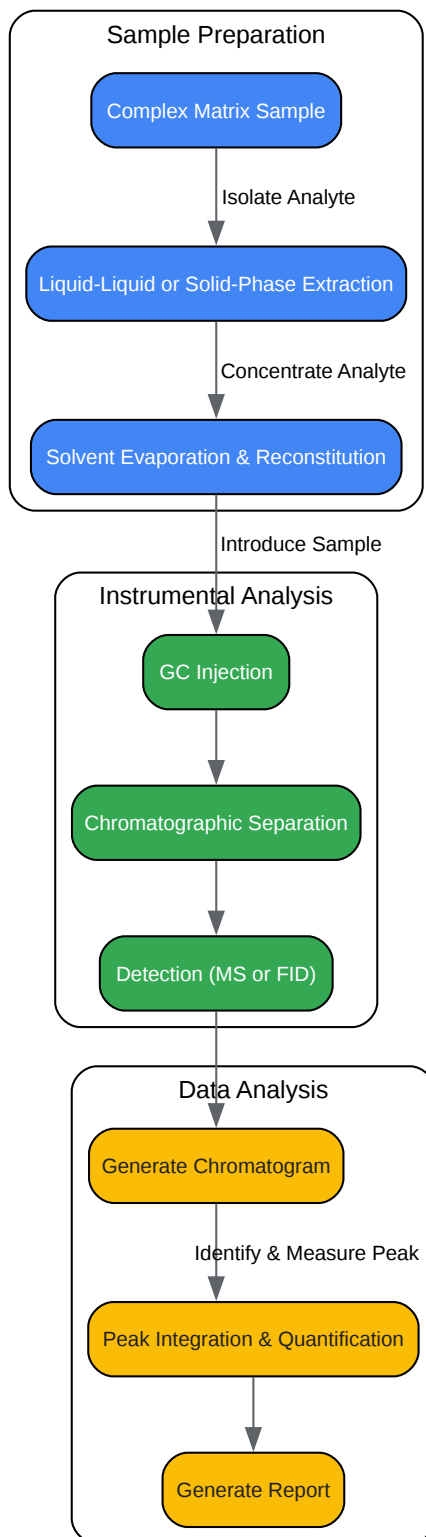 Sample Preparation
Complex Matrix Sample
Isolate Analyte
Liquid-Liquid or Solid-Phase Extraction
Concentrate Analyte
Solvent Evaporation & Reconstitution
Introduce Sample
Instrumental Analysis
GC Injection
Chromatographic Separation
Detection (MS or FID)
Data Analysis
Generate Chromatogram
Identify & Measure Peak
Peak Integration & Quantification
Generate Report